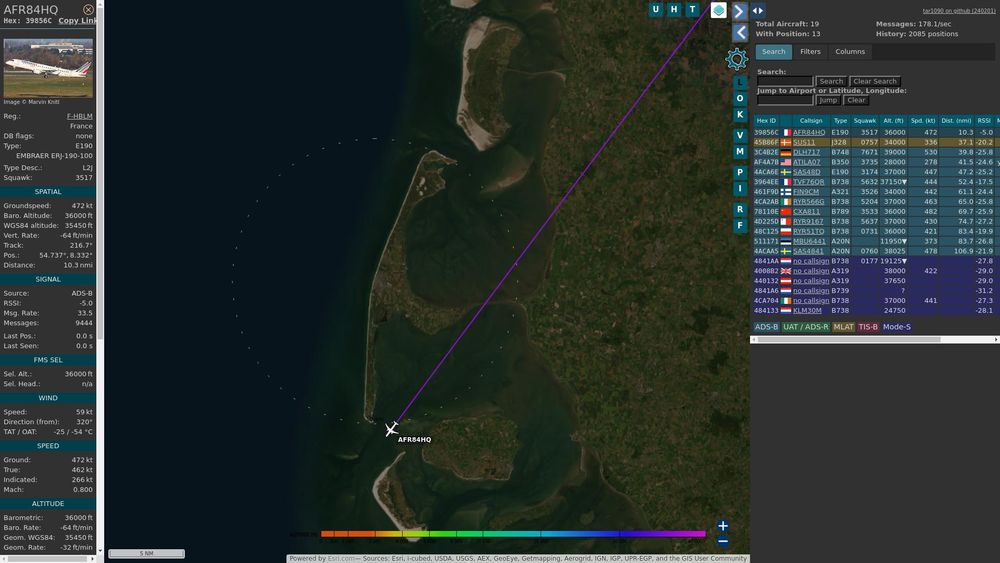 AFR84HQ
Hex: 39856C Copy Link
Image © Marvin Knitl
Reg.: F-HBLM
France
DB flags: none
Type: E190
EMBRAER ERJ-190-100
Type Desc.: L2J
Squawk: 3517
SPATIAL
Groundspeed: 472 kt
Baro. Altitude: 36000 ft
WGS84 altitude: 35450 ft
Vert. Rate: -64 ft/min
Track: 216.7°
Pos.: 54.737°, 8.332°
Distance: 10.3 nmi
SIGNAL
Source: ADS-B
RSSI: -5.0
Msg. Rate: 33.5
Messages: 9444
Last Pos.: 0.0 s
Last Seen: 0.0 s
FMS SEL
Sel. Alt.: 36000 ft
Sel. Head.: n/a
WIND
Speed: 59 kt
Direction (from): 320°
TAT / OAT: -25 / -54 °C
SPEED
Ground: 472 kt
True: 462 kt
Indicated: 266 kt
Mach: 0.800
ALTITUDE
Barometric: 36000 ft
Baro. Rate: -64 ft/min
Geom. WGS84: 35450 ft
Geom. Rate: -32 ft/min
U H T
L
O
K
V
M
P
I
R
F
AFR84HQ
5 NM
Powered by Esri.com— Sources: Esri, i-cubed, USDA, USGS, AEX, GeoEye, Getmapping, Aerogrid, IGN, IGP, UPR-EGP, and the GIS User Community
tar1090 on github (240201)
Total Aircraft: 19 Messages: 178.1/sec
With Position: 13 History: 2085 positions
Search Filters Columns
Search:
Search Clear Search
Jump to Airport or Latitude, Longitude:
Jump Clear
Hex ID Callsign Type Squawk Alt. (ft) Spd. (kt) Dist. (nmi) RSSI
39856C AFR84HQ E190 3517 36000 472 10.3 -5.0
45B86F SUS11 J328 0757 34000 336 37.1 -20.2
3C4B2E DLH717 B748 7671 39000 530 39.8 -25.8
AF4A7B ATILA07 B350 3735 28000 278 41.5 -24.6
4ACA6E SAS48D E190 3174 37000 447 47.2 -25.2
3964EE TVF76QR B738 5632 37150▼ 444 52.4 -17.5
461F9D FIN9CM A321 3526 34000 442 61.1 -24.4
4CA2AB RYR566G B738 5204 37000 463 65.0 -25.8
78110E CXA811 B789 3533 36000 482 69.7 -25.9
4D225D RYR9167 B738 5637 37000 430 74.7 -27.2
48C125 RYR51TQ B738 0731 36000 421 83.4 -19.9
511171 MBU6441 A20N 11950▼ 373 83.7 -26.8
4ACAA5 SAS4841 A20N 0760 38025 478 106.9 -21.9
4841AA no callsign B738 0177 19125▼ -27.8
4008B2 no callsign A319 38000 422 -29.0
440132 no callsign A319 37650 -29.0
4841A6 no callsign B739 ? -31.2
4CA704 no callsign B738 37000 441 -27.3
484133 KLM30M B738 24750 -28.1
ADS-B UAT / ADS-R MLAT TIS-B Mode-S